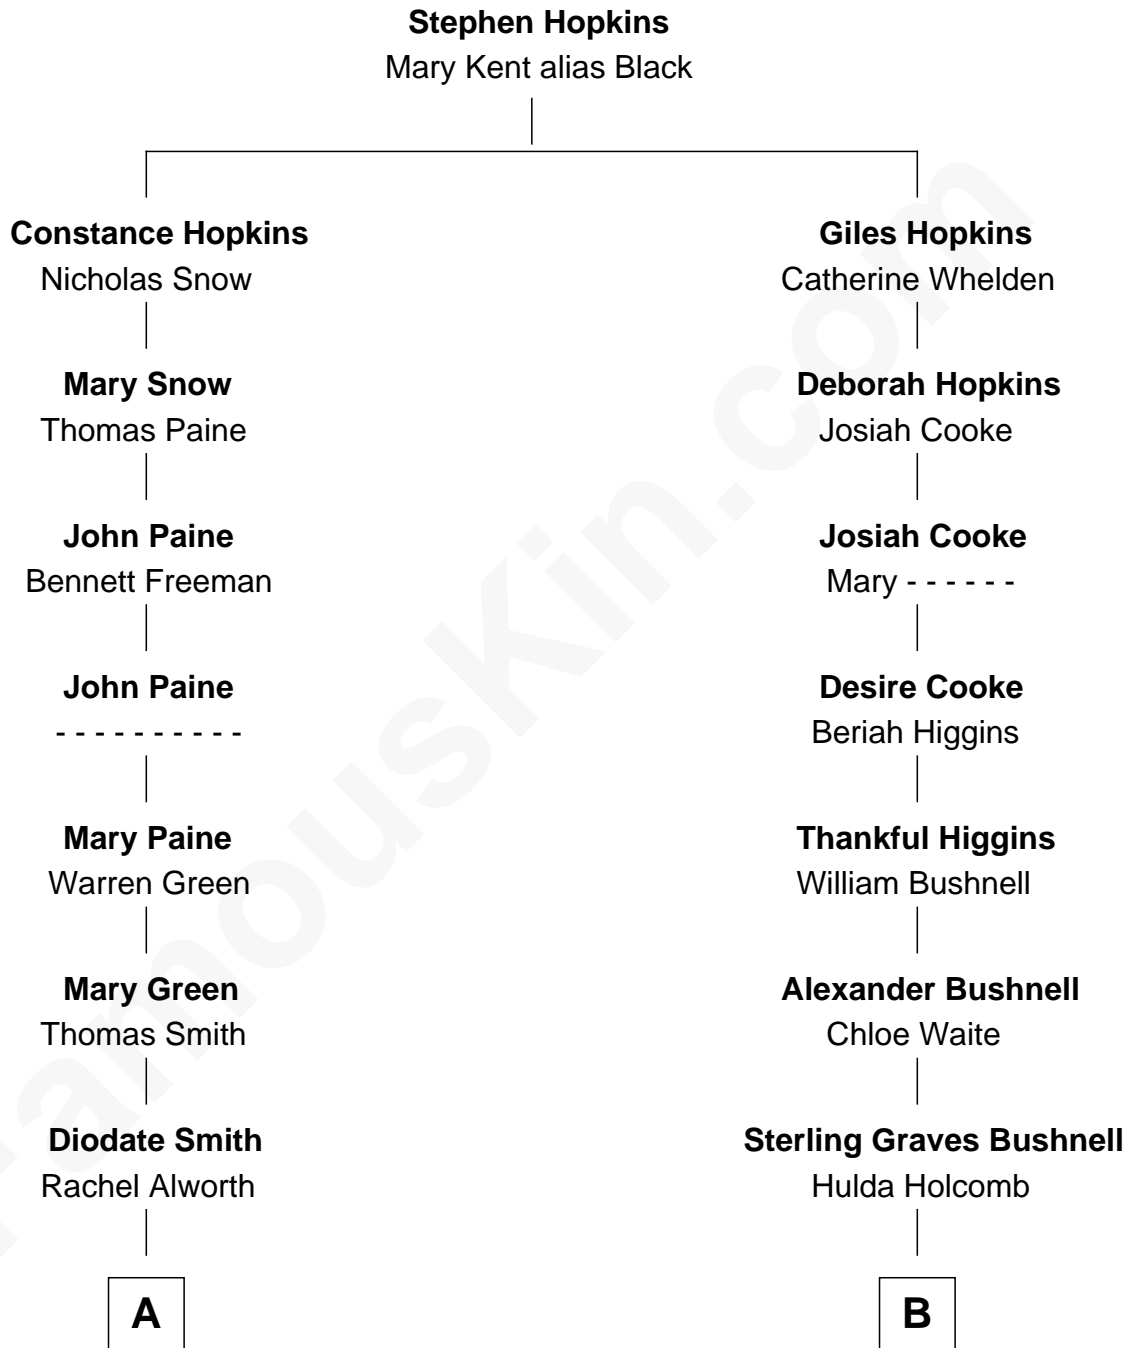 Stephen Hopkins
Mary Kent alias Black
Constance Hopkins
Nicholas Snow
Giles Hopkins
Catherine Whelden
Mary Snow
Thomas Paine
Deborah Hopkins
Josiah Cooke
John Paine
Bennett Freeman
Josiah Cooke
Mary - - - - - -
John Paine
- - - - - - - - - -
Desire Cooke
Beriah Higgins
Mary Paine
Warren Green
Thankful Higgins
William Bushnell
Mary Green
Thomas Smith
Alexander Bushnell
Chloe Waite
Diodate Smith
Rachel Alworth
Sterling Graves Bushnell
Hulda Holcomb
A
B
FamousKin.com